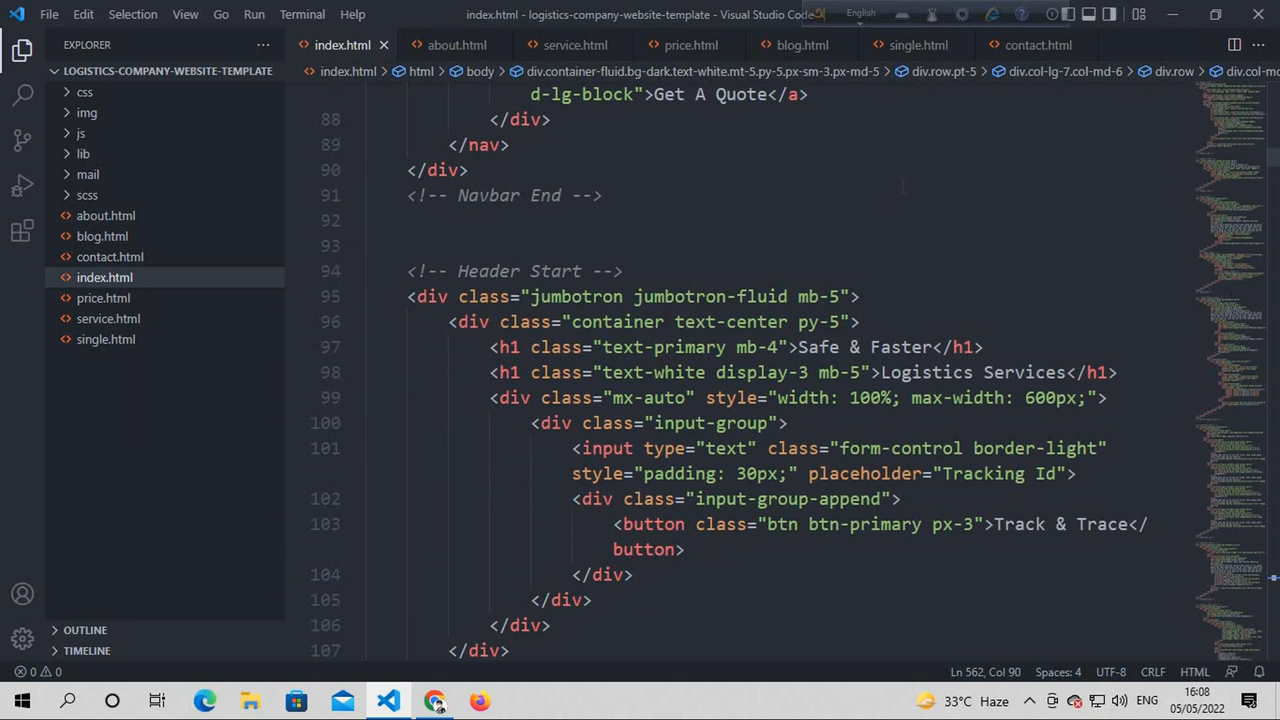 File Edit Selection View Go Run Terminal Help
index.html - logistics-company-website-template - Visual Studio Code
English
EXPLORER
LOGISTICS-COMPANY-WEBSITE-TEMPLATE
css
img
js
lib
mail
scss
about.html
blog.html
contact.html
index.html
price.html
service.html
single.html
OUTLINE
TIMELINE
index.html about.html service.html price.html blog.html single.html contact.html
index.html > html > body > div.container-fluid.bg-dark.text-white.mt-5.py-5.px-sm-3.px-md-5 > div.row.pt-5 > div.col-lg-7.col-md-6 > div.row > div.col-md
d-lg-block">Get A Quote</a>
88 </div>
89 </nav>
90 </div>
91 <!-- Navbar End -->
92
93
94 <!-- Header Start -->
95 <div class="jumbotron jumbotron-fluid mb-5">
96 <div class="container text-center py-5">
97 <h1 class="text-primary mb-4">Safe & Faster</h1>
98 <h1 class="text-white display-3 mb-5">Logistics Services</h1>
99 <div class="mx-auto" style="width: 100%; max-width: 600px;">
100 <div class="input-group">
101 <input type="text" class="form-control border-light"
style="padding: 30px;" placeholder="Tracking Id">
102 <div class="input-group-append">
103 <button class="btn btn-primary px-3">Track & Trace</
button>
104 </div>
105 </div>
106 </div>
107 </div>
0 0
Ln 562, Col 90 Spaces: 4 UTF-8 CRLF HTML
33°C Haze ENG
16:08
05/05/2022